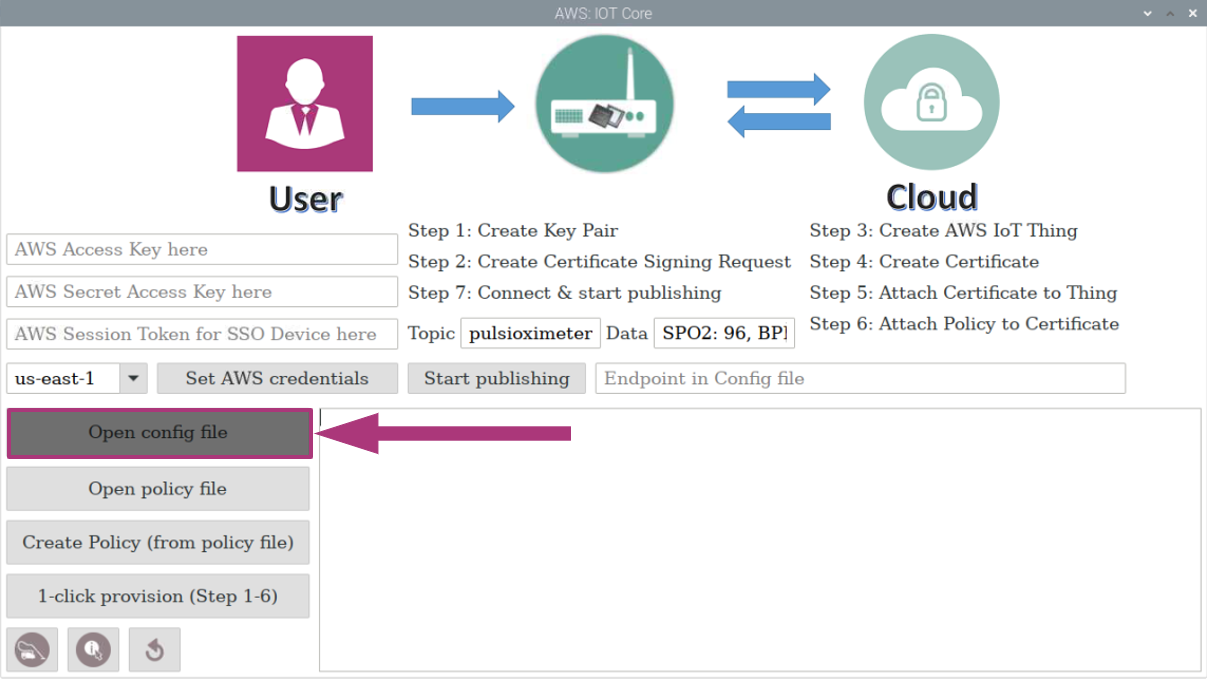 AWS: IOT Core
User
Cloud
Step 1: Create Key Pair
Step 2: Create Certificate Signing Request
Step 7: Connect & start publishing
Step 3: Create AWS IoT Thing
Step 4: Create Certificate
Step 5: Attach Certificate to Thing
Step 6: Attach Policy to Certificate
AWS Access Key here
AWS Secret Access Key here
AWS Session Token for SSO Device here
Topic pulsioximeter Data SPO2: 96, BPI
us-east-1 Set AWS credentials Start publishing Endpoint in Config file
Open config file
Open policy file
Create Policy (from policy file)
1-click provision (Step 1-6)